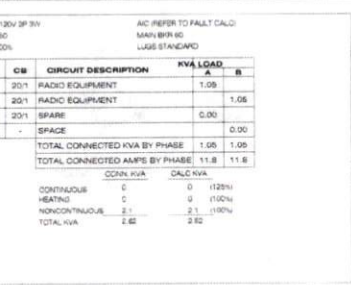 120V 2P 3W
AIC (REFER TO FAULT CALC)
60
MAIN BKR 60
00%
LUGS STANDARD
KVA LOAD
CB CIRCUIT DESCRIPTION A B
20/1 RADIO EQUIPMENT 1.05
20/1 RADIO EQUIPMENT 1.05
20/1 SPARE 0.00
- SPACE 0.00
TOTAL CONNECTED KVA BY PHASE 1.05 1.05
TOTAL CONNECTED AMPS BY PHASE 11.8 11.8
CONN. KVA CALC KVA
CONTINUOUS 0 0 (125%)
HEATING 0 0 (100%)
NONCONTINUOUS 2.1 2.1 (100%)
TOTAL KVA 2.62 2.62